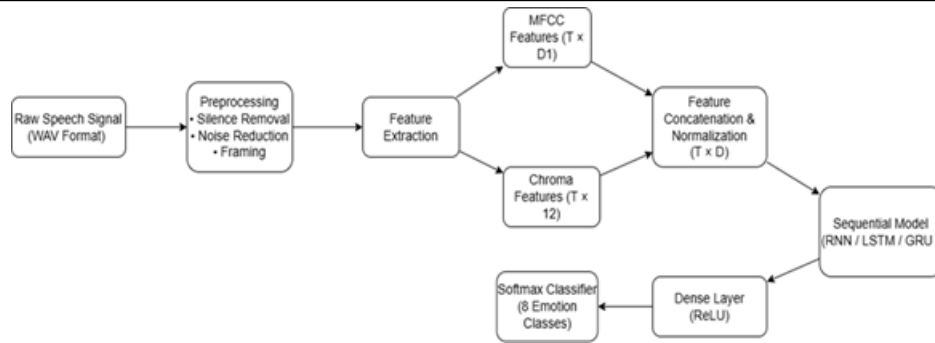 Raw Speech Signal
(WAV Format)
Preprocessing
• Silence Removal
• Noise Reduction
• Framing
Feature
Extraction
MFCC
Features (T x
D1)
Chroma
Features (T x
12)
Feature
Concatenation &
Normalization
(T × D)
Sequential Model
(RNN / LSTM / GRU
Dense Layer
(ReLU)
Softmax Classifier
(8 Emotion
Classes)